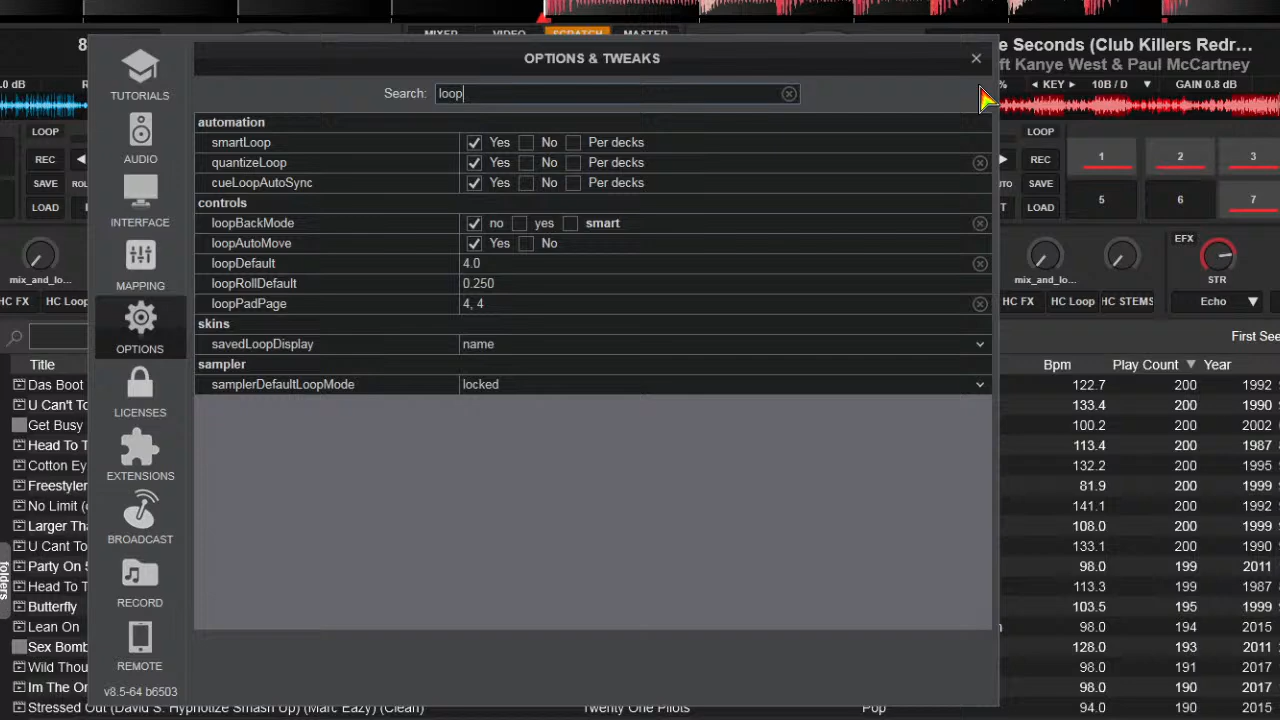 MIXER VIDEO SCRATCH MASTER
8
OPTIONS & TWEAKS
e Seconds (Club Killers Redr…
ft Kanye West & Paul McCartney
TUTORIALS
.0 dB
Search: loop
KEY 10B / D GAIN 0.8 dB
automation
LOOP
smartLoop Yes No Per decks
REC
quantizeLoop Yes No Per decks
AUDIO
SAVE
cueLoopAutoSync Yes No Per decks
controls
LOAD
LOOP
REC
SAVE
LOAD
1 2 3
5 6 7
INTERFACE
loopBackMode no yes smart
loopAutoMove Yes No
EFX
loopDefault 4.0
mix_and_lo...
MAPPING
loopRollDefault 0.250
mix_and_lo...
STR
HC FX HC Loop
loopPadPage 4, 4
HC FX HC Loop HC STEMS Echo
skins
OPTIONS
savedLoopDisplay name
First See
Title
sampler
Bpm Play Count Year
samplerDefaultLoopMode locked
Das Boot 122.7 200 1992
U Can't To 133.4 200 1990
LICENSES
Get Busy 100.2 200 2002
Head To T 113.4 200 1987
Cotton Ey 132.2 200 1995
EXTENSIONS
Freestyler 81.9 200
No Limit ( 141.1 200 1992
Larger Tha 108.0 200
BROADCAST
U Cant To 133.1 200 1990
folders
Party On 98.0 199 2011
Head To T 113.3 199 1987
RECORD
Butterfly 103.5 195 1999
Lean On 98.0 194 2015
Sex Bomb 128.0 193
REMOTE
Wild Thou 98.0 191 2017
Im The On 98.0 190 2015
v8.5-64 b6503
Stressed Out (David S. Hypnotize Smash Up) (Marc Eazy) (Clean) Twenty One Pilots Pop 94.0 190 2015